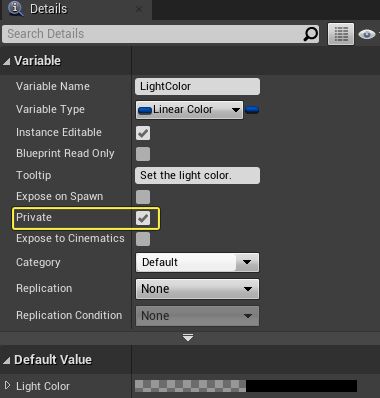 Details
Search Details
Variable
Variable Name LightColor
Variable Type Linear Color
Instance Editable
Blueprint Read Only
Tooltip Set the light color.
Expose on Spawn
Private
Expose to Cinematics
Category Default
Replication None
Replication Condition None
Default Value
Light Color